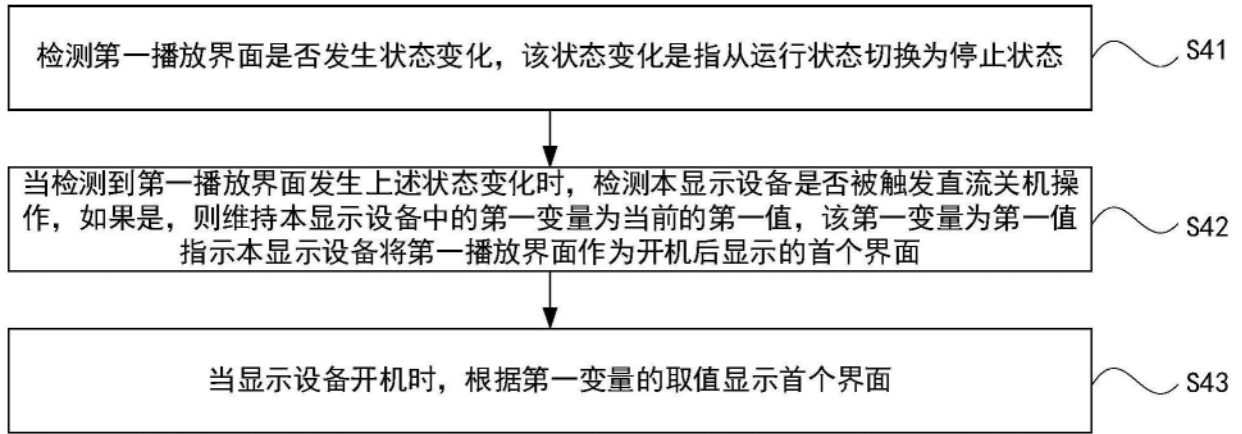 检测第一播放界面是否发生状态变化，该状态变化是指从运行状态切换为停止状态
S41
当检测到第一播放界面发生上述状态变化时，检测本显示设备是否被触发直流关机操
作，如果是，则维持本显示设备中的第一变量为当前的第一值，该第一变量为第一值
指示本显示设备将第一播放界面作为开机后显示的首个界面
S42
当显示设备开机时，根据第一变量的取值显示首个界面
S43